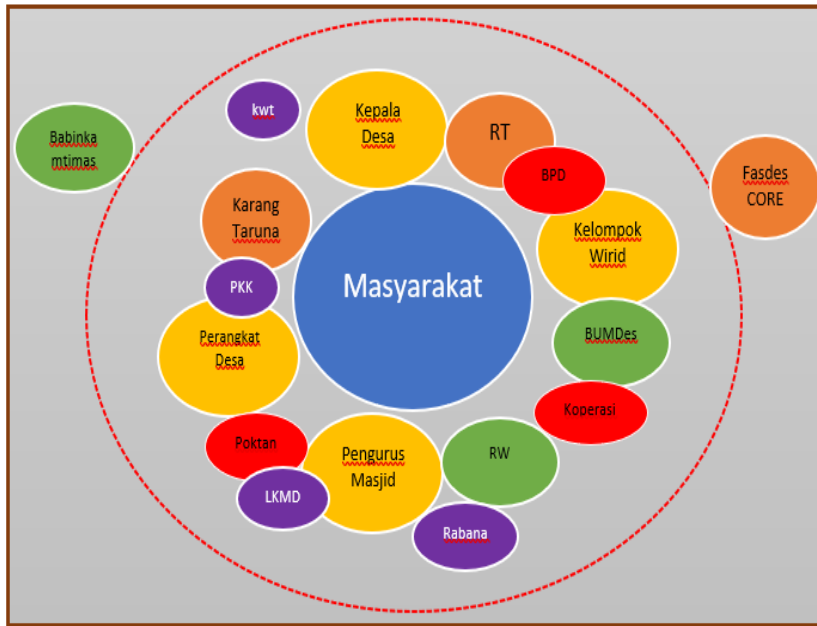 kwt
Kepala
Desa
RT
BPD
Babinka
mtimas
Fasdes
CORE
Karang
Taruna
Kelompok
Wirid
PKK
Masyarakat
Perangkat
Desa
BUMDes
Koperasi
Poktan
Pengurus
Masjid
RW
LKMD
Rabana